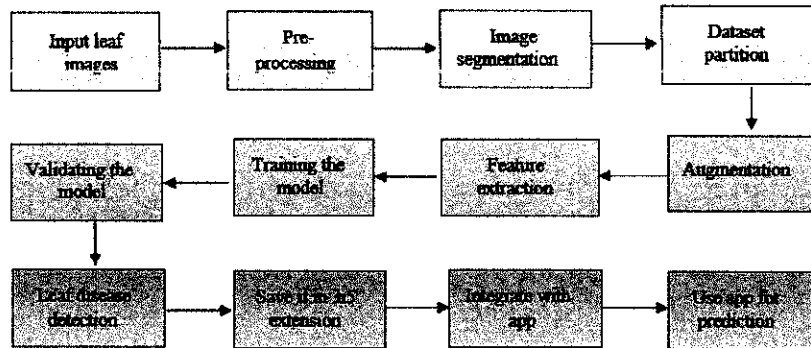 Input leaf
images
Pre-
processing
Image
segmentation
Dataset
partition
Augmentation
Feature
extraction
Training the
model
Validating the
model
Leaf disease
detection
Save it in .h5
extension
Integrate with
app
Use app for
prediction